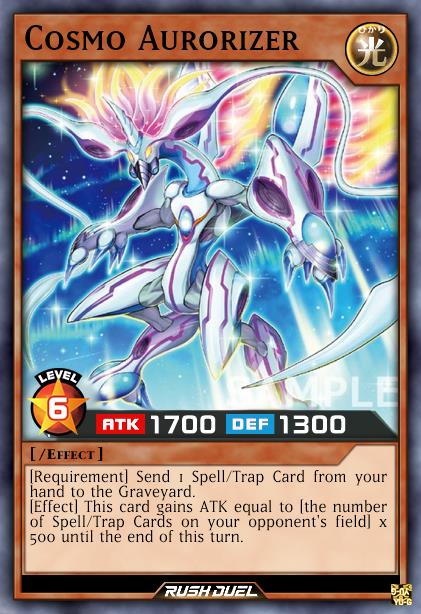 Cosmo Aurorizer
ひかり
光
SAMPLE
LEVEL
6
ATK 1700 DEF 1300
[ /Effect ]
[Requirement] Send 1 Spell/Trap Card from your
hand to the Graveyard.
[Effect] This card gains ATK equal to [the number
of Spell/Trap Cards on your opponent's field] x
500 until the end of this turn.
RUSH DUEL